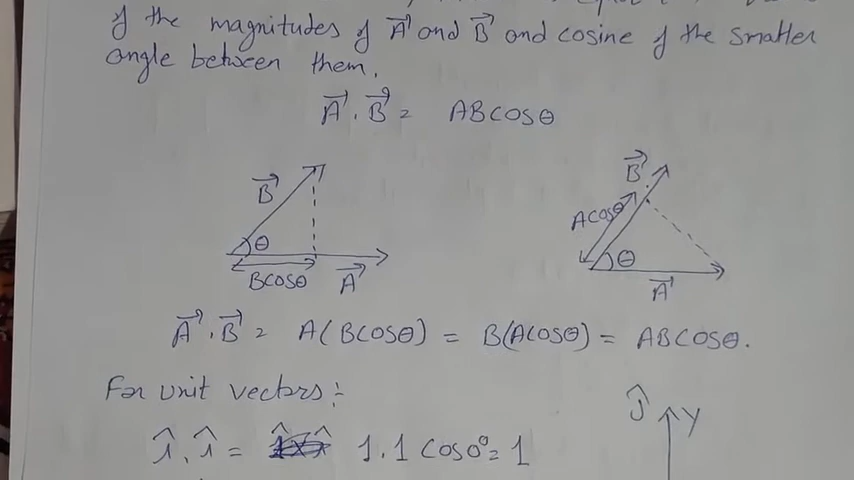 of the magnitudes of A⃗ and B⃗ and cosine of the smaller
angle between them.
A⃗ . B⃗ = ABcosθ
B⃗
θ
Bcosθ
A⃗
B⃗
Acosθ
θ
A⃗
A⃗ . B⃗ = A(Bcosθ) = B(Acosθ) = ABcosθ.
For unit vectors :-
î . î = 1.1 cos0° = 1
ĵ
Y